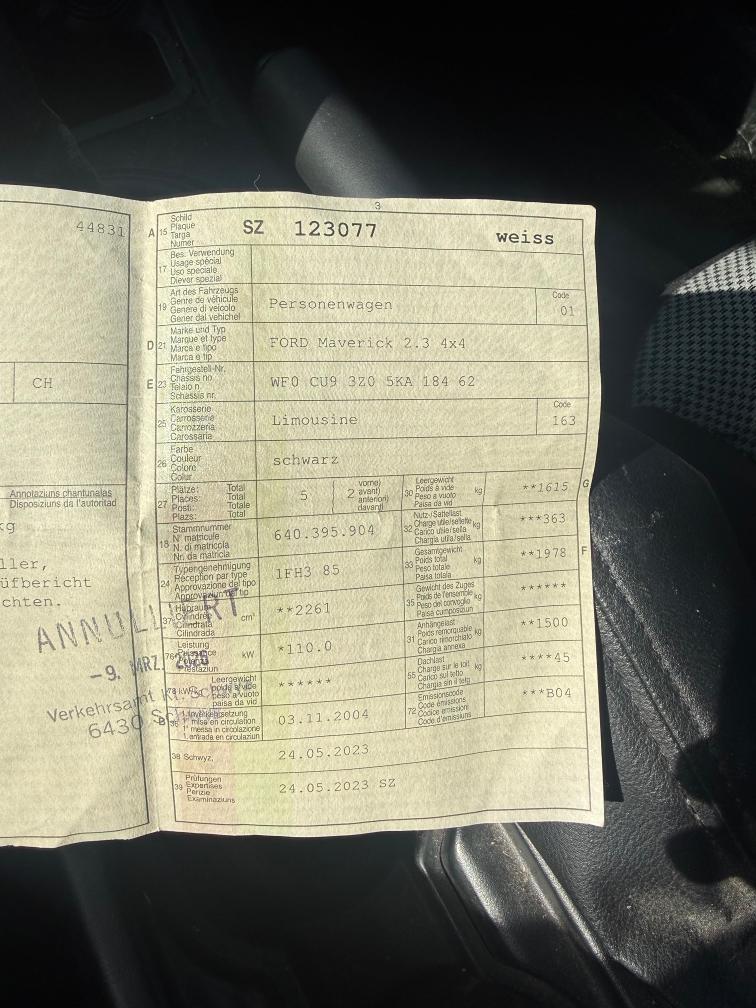 3
44831
CH
Annotaziuns chantunalas
Disposiziuns da l'autoritad
kg
ller,
üfbericht
chten.
ANNULLIERT
-9. MRZ. 2026
Verkehrsamt
6430
A 15 Schild
Plaque
Targa
Numer
SZ 123077 weiss
17 Bes. Verwendung
Usage spécial
Uso speciale
Diever spezial
19 Art des Fahrzeugs
Genre de véhicule
Genere di veicolo
Gener dal vehichel
Personenwagen
Code
01
D 21 Marke und Typ
Marque et type
Marca e tipo
Marca e tip
FORD Maverick 2.3 4x4
E 23 Fahrgestell-Nr.
Châssis no
Telaio n.
Schassis nr.
WF0 CU9 3Z0 5KA 184 62
25 Karosserie
Carrosserie
Carrozzeria
Carossaria
Limousine
Code
163
26 Farbe
Couleur
Colore
Colur
schwarz
27 Plätze: Total
Places: Total
Posti: Totale
Plazs: Total
5
2 vorne)
avant)
anteriori)
davant)
30 Leergewicht
Poids à vide
Peso a vuoto
Paisa da vid
kg
**1615 G
18 Stammnummer
N° matricule
N. di matricola
Nr. da matricla
640.395.904
32 Nutz-/Sattellast
Charge utile/sellette
Carico utile/sella
Chargia utila/sella
kg
***363
24 Typengenehmigung
Réception par type
Approvazione del tipo
Approvaziun dal tip
1FH3 85
33 Gesamtgewicht
Poids total
Peso totale
Paisa totala
kg
**1978 F
37 Hubraum
Cylindrée
Cilindrata
Cilindrada
cm³
**2261
35 Gewicht des Zuges
Poids de l'ensemble
Peso del convoglio
Paisa cumposiziun
kg
******
76 Leistung
kW
*110.0
31 Anhängelast
Poids remorquable
Carico rimorchiato
Chargia annexa
kg
**1500
78 kW/kg
Leergewicht
poids à vide
peso a vuoto
paisa da vid
******
55 Dachlast
Charge sur le toit
Carico sul tetto
Chargia sin il tetg
kg
****45
36 1. Inverkehrsetzung
1re mise en circulation
1a messa in circolazione
1. entrada en circulaziun
03.11.2004
72 Emissionscode
Code émissions
Codice emissioni
Code d'emissiuns
***B04
38 Schwyz,
24.05.2023
39 Prüfungen
Expertises
Perizie
Examinaziuns
24.05.2023 SZ